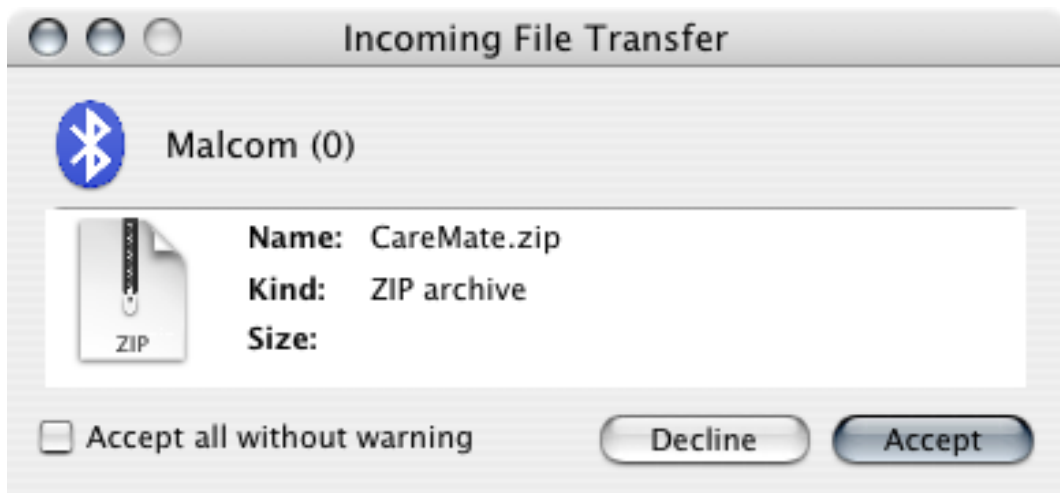 Incoming File Transfer
Malcom (0)
Name: CareMate.zip
Kind: ZIP archive
ZIP
Size:
Accept all without warning
Decline
Accept